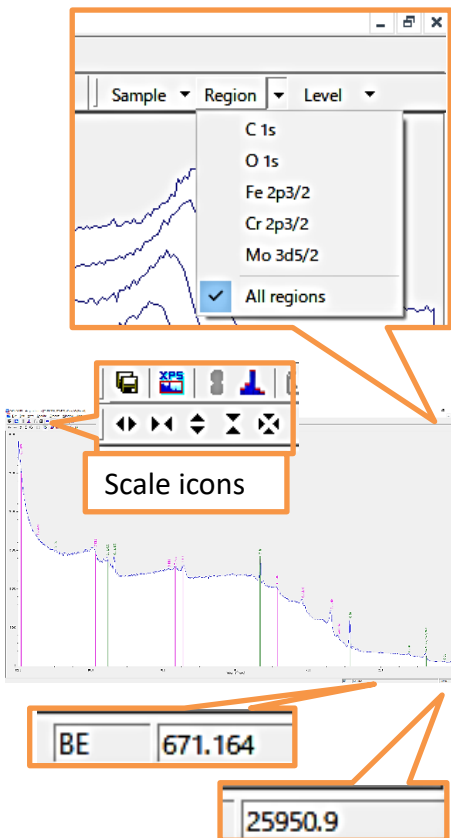 Sample Region Level
C 1s
O 1s
Fe 2p3/2
Cr 2p3/2
Mo 3d5/2
All regions
XPS
Scale icons
BE 671.164
25950.9